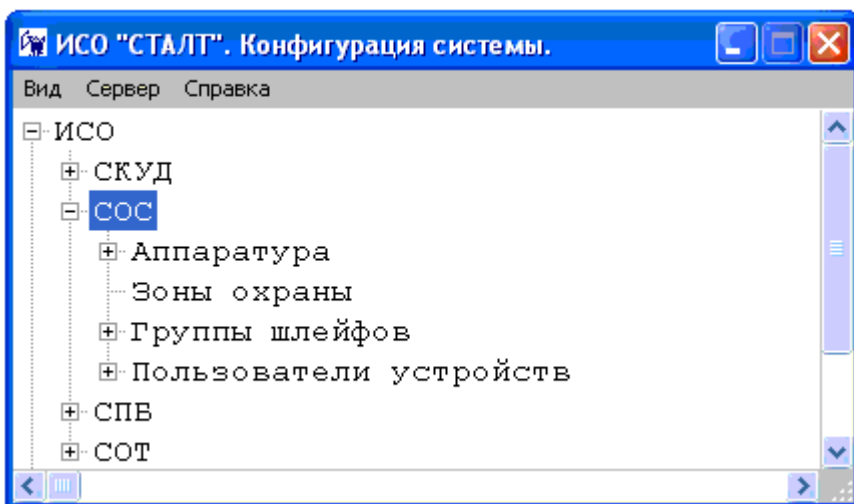 ИСО "СТАЛТ". Конфигурация системы.
Вид Сервер Справка
ИСО
СКУД
СОС
Аппаратура
Зоны охраны
Группы шлейфов
Пользователи устройств
СПБ
СОТ